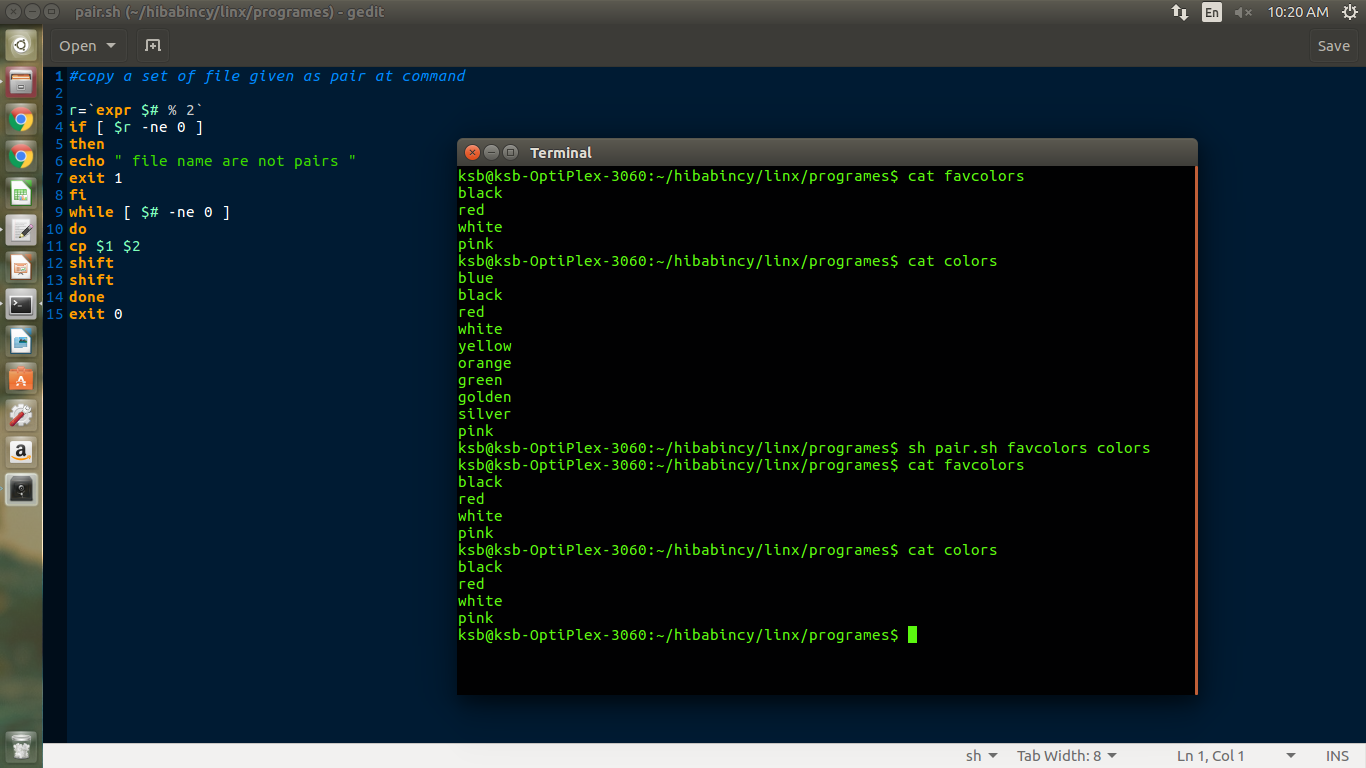 pair.sh (~/hibabincy/linx/programes) - gedit
En
10:20 AM
Open
Save
1 #copy a set of file given as pair at command
2
3 r=`expr $# % 2`
4 if [ $r -ne 0 ]
5 then
6 echo " file name are not pairs "
7 exit 1
8 fi
9 while [ $# -ne 0 ]
10 do
11 cp $1 $2
12 shift
13 shift
14 done
15 exit 0
Terminal
ksb@ksb-OptiPlex-3060:~/hibabincy/linx/programes$ cat favcolors
black
red
white
pink
ksb@ksb-OptiPlex-3060:~/hibabincy/linx/programes$ cat colors
blue
black
red
white
yellow
orange
green
golden
silver
pink
ksb@ksb-OptiPlex-3060:~/hibabincy/linx/programes$ sh pair.sh favcolors colors
ksb@ksb-OptiPlex-3060:~/hibabincy/linx/programes$ cat favcolors
black
red
white
pink
ksb@ksb-OptiPlex-3060:~/hibabincy/linx/programes$ cat colors
black
red
white
pink
ksb@ksb-OptiPlex-3060:~/hibabincy/linx/programes$
sh
Tab Width: 8
Ln 1, Col 1
INS